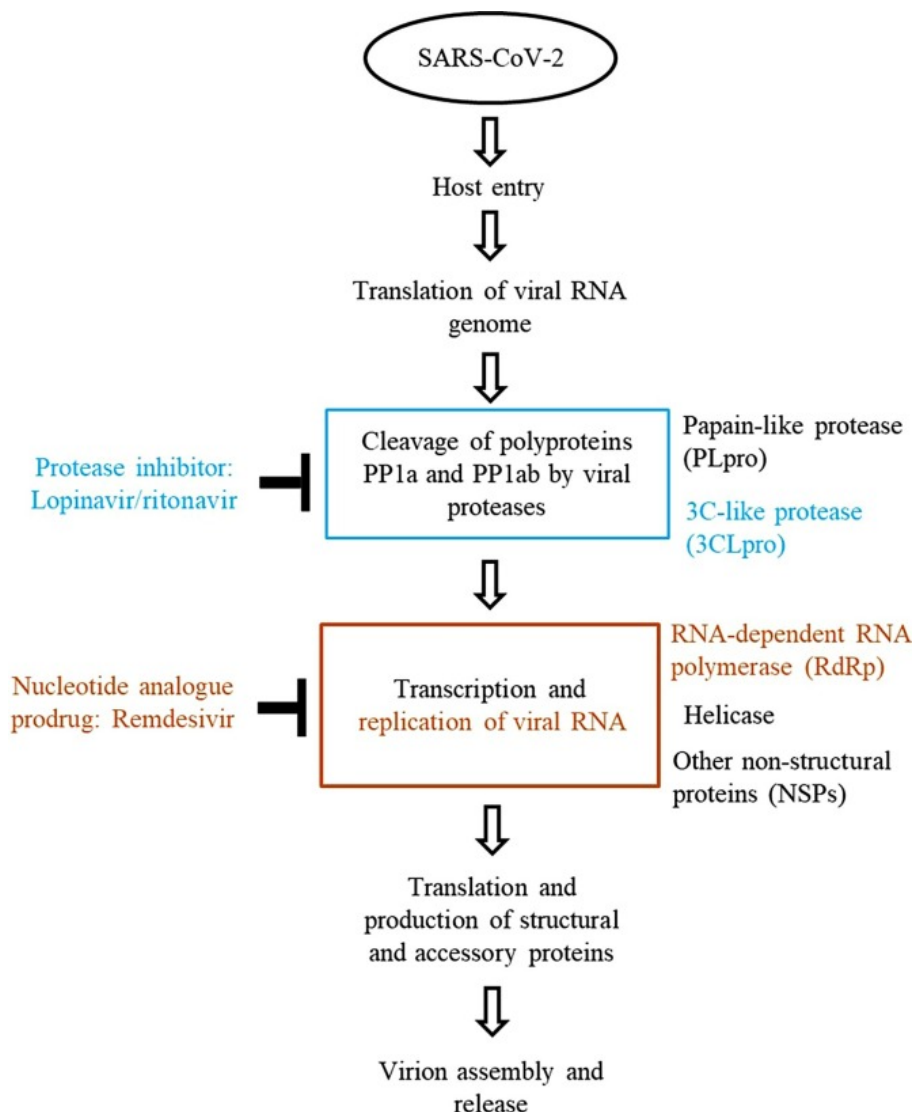 SARS-CoV-2
Host entry
Translation of viral RNA
genome
Cleavage of polyproteins
PP1a and PP1ab by viral
proteases
Papain-like protease
(PLpro)
3C-like protease
(3CLpro)
Protease inhibitor:
Lopinavir/ritonavir
Transcription and
replication of viral RNA
RNA-dependent RNA
polymerase (RdRp)
Helicase
Other non-structural
proteins (NSPs)
Nucleotide analogue
prodrug: Remdesivir
Translation and
production of structural
and accessory proteins
Virion assembly and
release